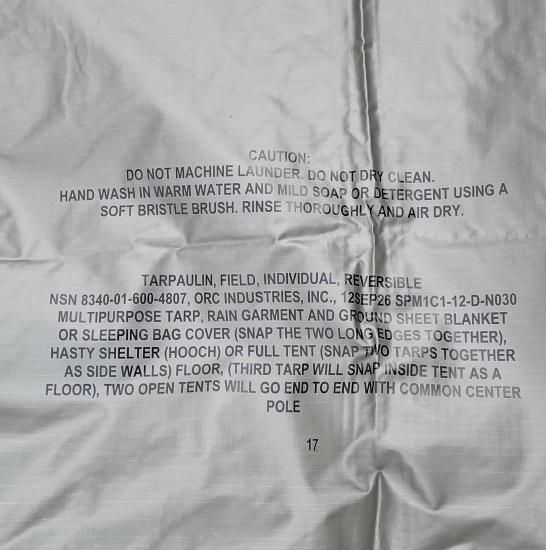 CAUTION:
DO NOT MACHINE LAUNDER. DO NOT DRY CLEAN.
HAND WASH IN WARM WATER AND MILD SOAP OR DETERGENT USING A
SOFT BRISTLE BRUSH. RINSE THOROUGHLY AND AIR DRY.
TARPAULIN, FIELD, INDIVIDUAL, REVERSIBLE
NSN 8340-01-600-4807, ORC INDUSTRIES, INC., 12SEP26 SPM1C1-12-D-N030
MULTIPURPOSE TARP, RAIN GARMENT AND GROUND SHEET BLANKET
OR SLEEPING BAG COVER (SNAP THE TWO LONG EDGES TOGETHER),
HASTY SHELTER (HOOCH) OR FULL TENT (SNAP TWO TARPS TOGETHER
AS SIDE WALLS) FLOOR, (THIRD TARP WILL SNAP INSIDE TENT AS A
FLOOR), TWO OPEN TENTS WILL GO END TO END WITH COMMON CENTER
POLE
17